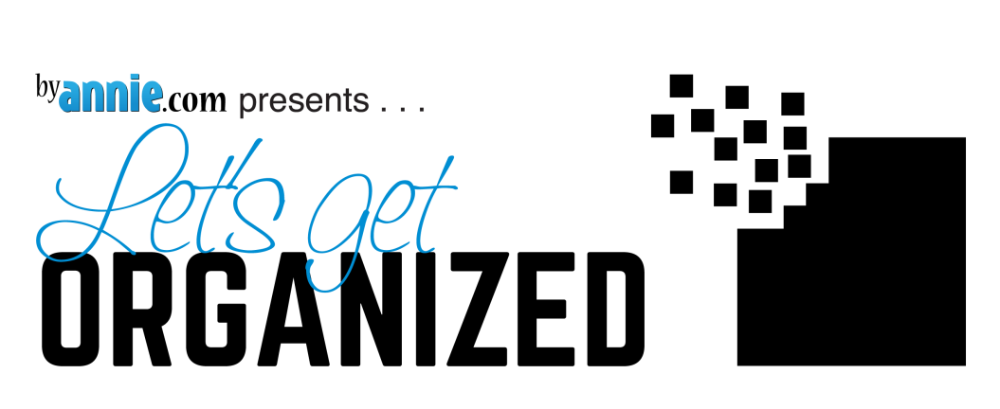 byannie.com presents . . .
Let's get
ORGANIZED